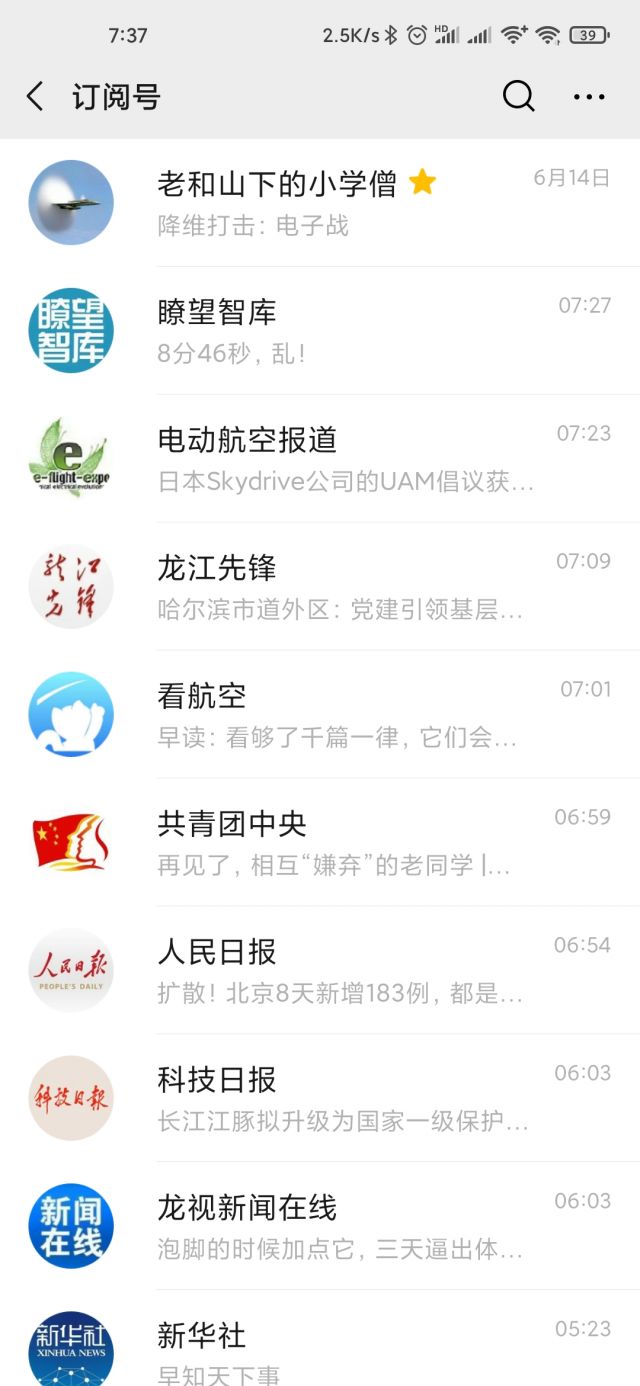 7:37 2.5K/s HD 39
订阅号
老和山下的小学僧 6月14日
降维打击：电子战
瞭望智库
瞭望智库 07:27
8分46秒，乱！
e
e-flight-expo
电动航空报道 07:23
日本Skydrive公司的UAM倡议获...
龙江先锋
龙江先锋 07:09
哈尔滨市道外区：党建引领基层...
看航空 07:01
早读：看够了千篇一律，它们会...
共青团中央 06:59
再见了，相互“嫌弃”的老同学 |...
人民日报
PEOPLE'S DAILY
人民日报 06:54
扩散！北京8天新增183例，都是...
科技日報
科技日报 06:03
长江江豚拟升级为国家一级保护...
新闻
在线
龙视新闻在线 06:03
泡脚的时候加点它，三天逼出体...
新华社
XINHUA NEWS
新华社 05:23
早知天下事